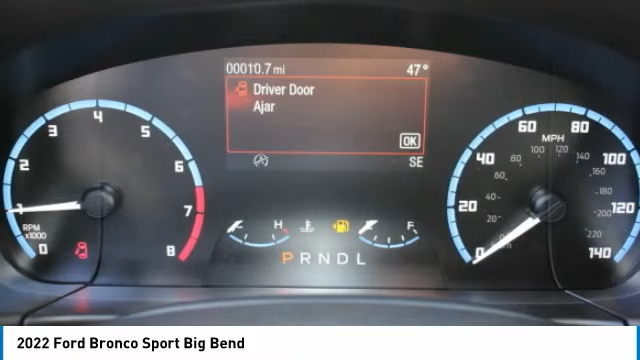 00010.7 mi 47°
Driver Door
Ajar
OK
SE
0 1 2 3 4 5 6 7 8
RPM
x1000
C H
F
P R N D L
0 20 40 60 80 100 120 140
MPH
20 40 60 80 100 120 140 160 200 220
2022 Ford Bronco Sport Big Bend